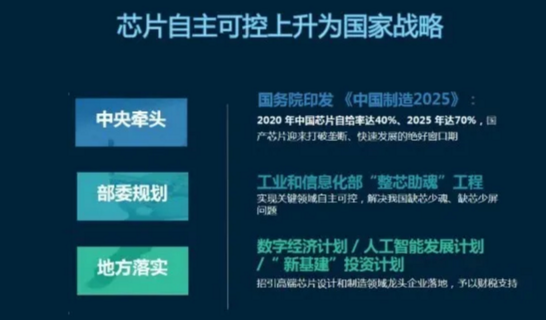 芯片自主可控上升为国家战略
中央牵头
国务院印发 《中国制造2025》：
2020 年中国芯片自给率达40%、2025 年达70%，国
产芯片迎来打破垄断、快速发展的绝好窗口期
部委规划
工业和信息化部“整芯助魂”工程
实现关键领域自主可控，解决我国缺芯少魂、缺芯少屏
问题
地方落实
数字经济计划 / 人工智能发展计划
/“ 新基建”投资计划
招引高端芯片设计和制造领域龙头企业落地，予以财税支持